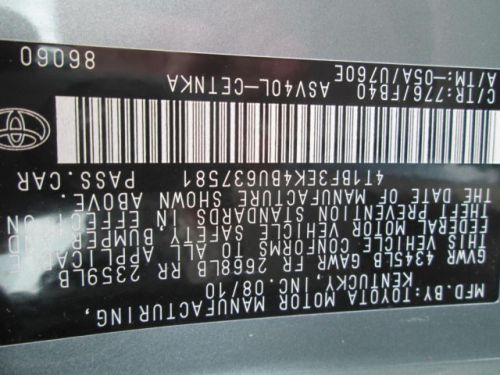 MFD.BY:TOYOTA MOTOR MANUFACTURING,
KENTUCKY, INC. 08/10
GVWR 4345LB GAWR FR 2668LB RR 2359LB
THIS VEHICLE CONFORMS TO ALL APPLICABLE
FEDERAL MOTOR VEHICLE SAFETY, BUMPER, AND
THEFT PREVENTION STANDARDS IN EFFECT ON
THE DATE OF MANUFACTURE SHOWN ABOVE.
4T1BF3EK4BU637581 PASS.CAR
C/TR:776/FB40 ASV40L-CETNKA
A/TM:-05A/U760E 86060